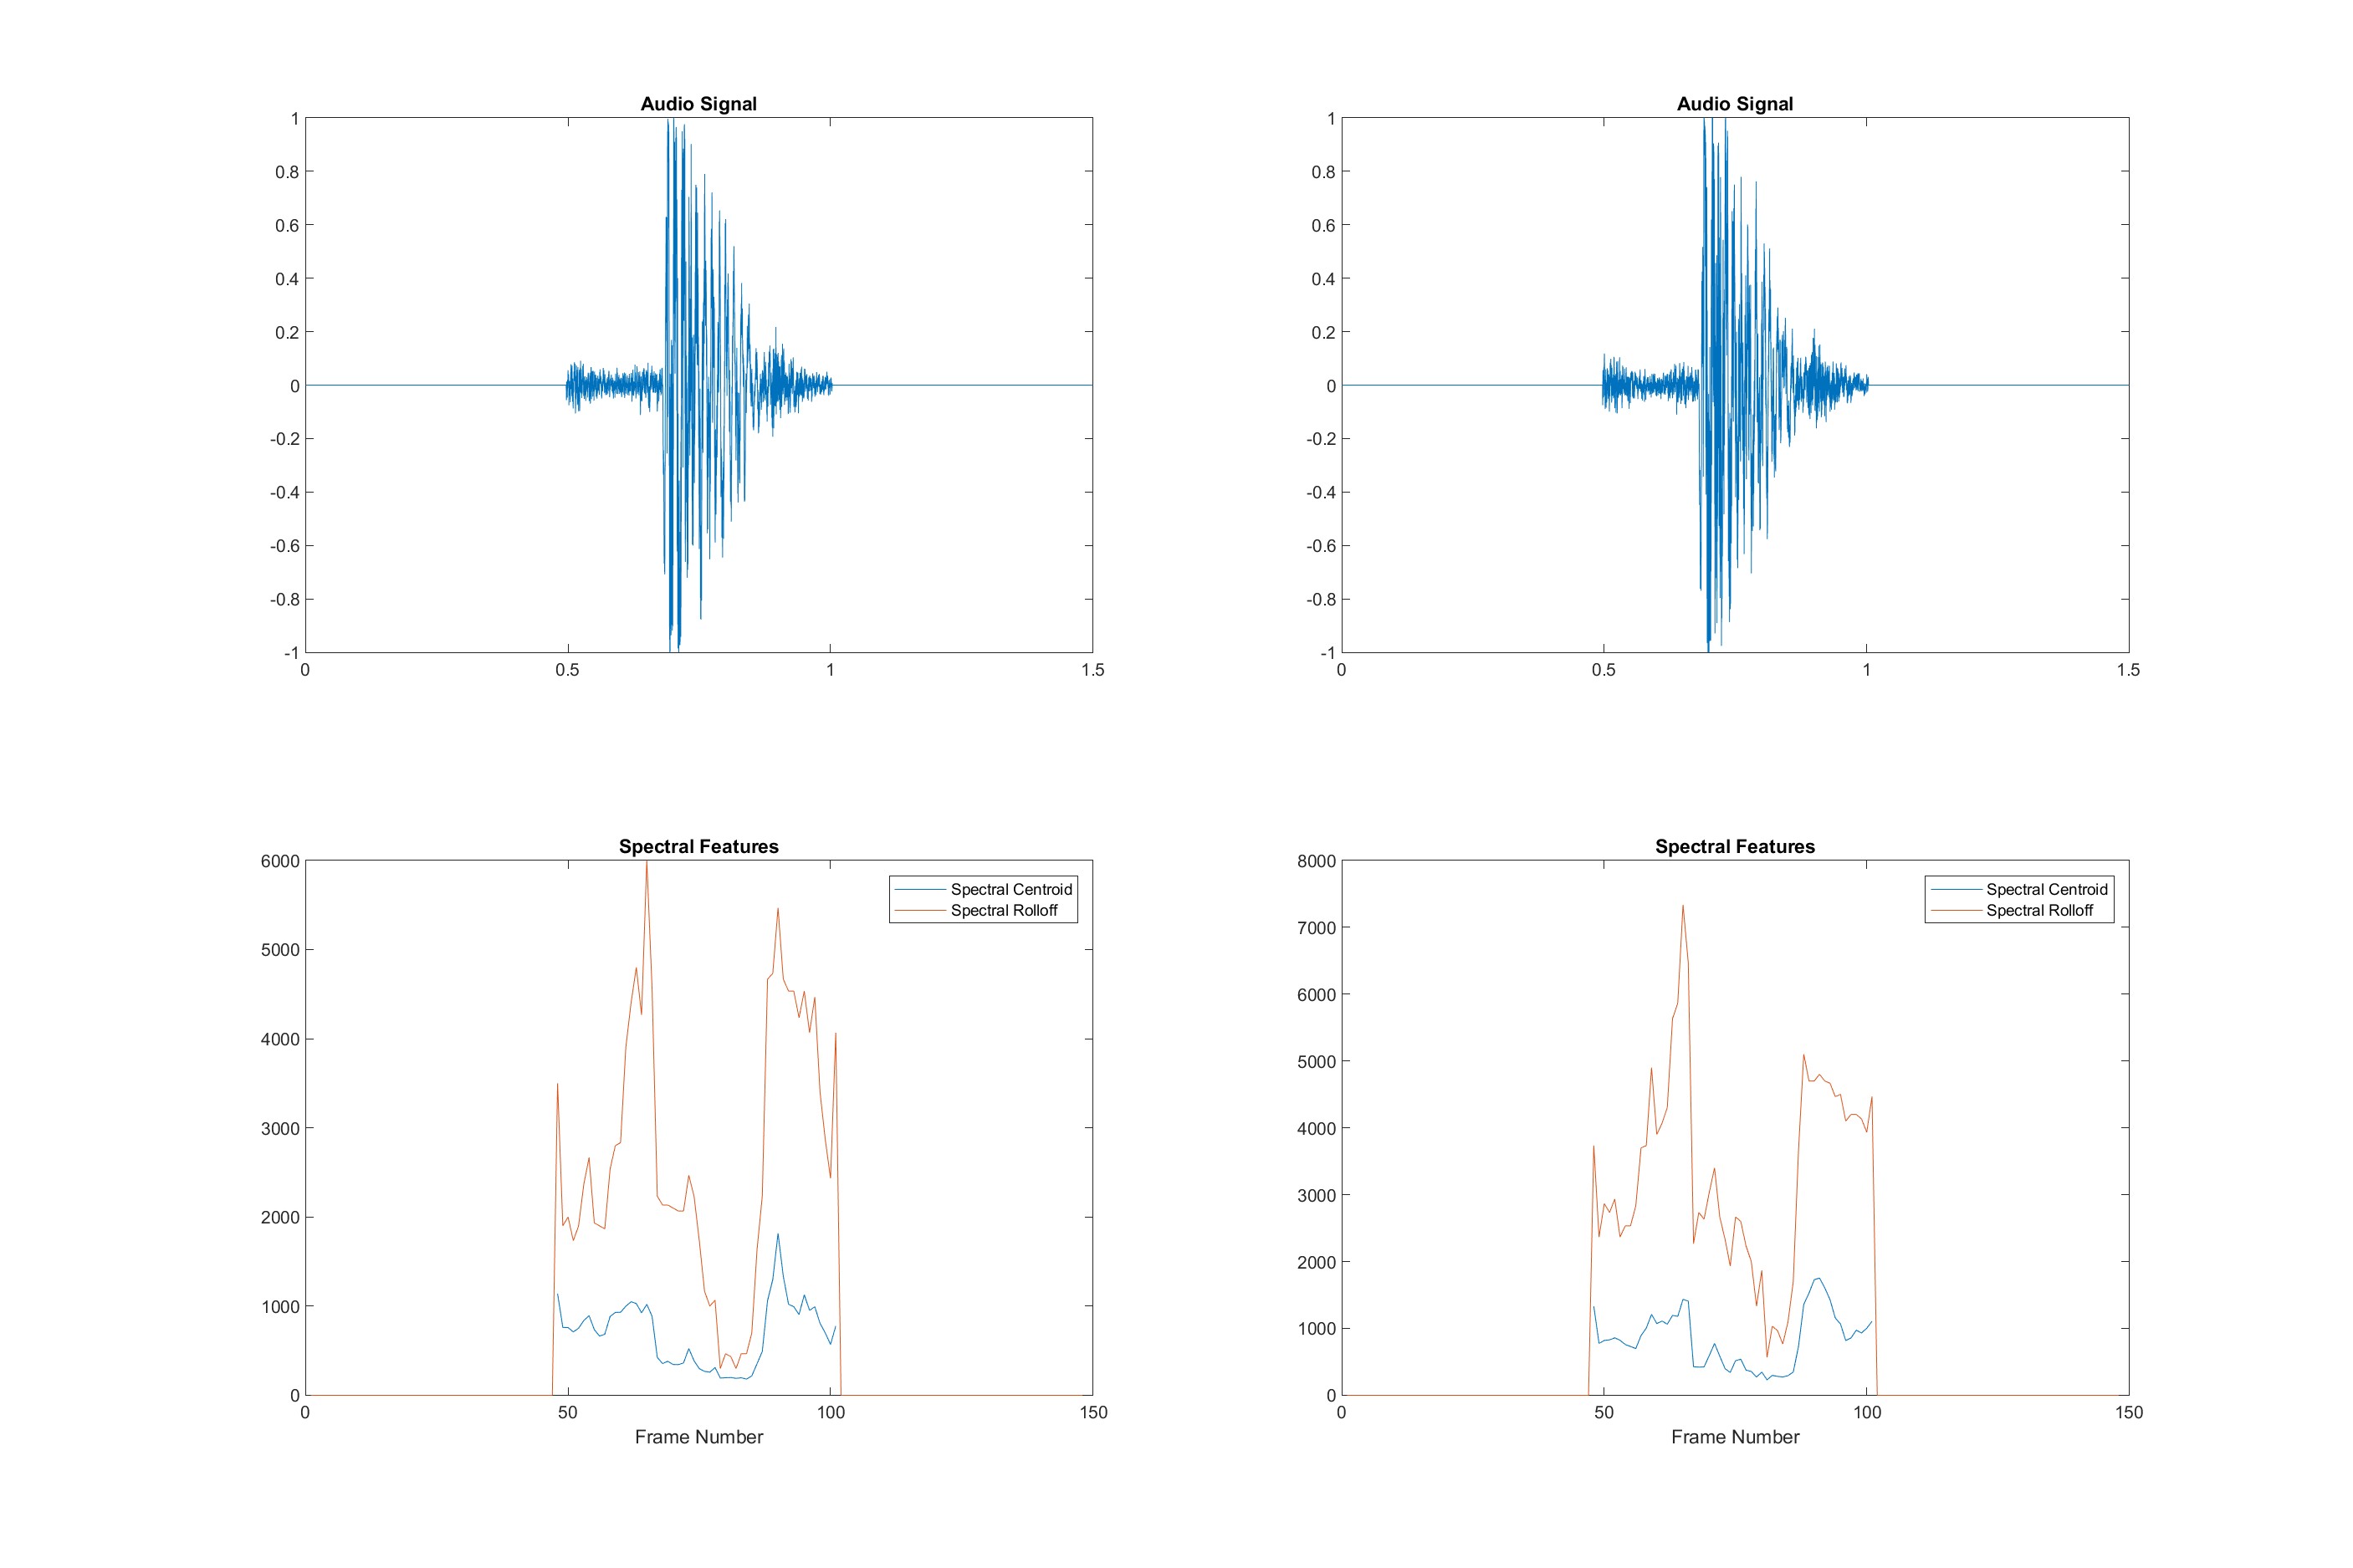 Audio Signal
1
0.8
0.6
0.4
0.2
0
-0.2
-0.4
-0.6
-0.8
-1
0 0.5 1 1.5
Audio Signal
1
0.8
0.6
0.4
0.2
0
-0.2
-0.4
-0.6
-0.8
-1
0 0.5 1 1.5
Spectral Features
6000
5000
4000
3000
2000
1000
0
Spectral Centroid
Spectral Rolloff
0 50 100 150
Frame Number
Spectral Features
8000
7000
6000
5000
4000
3000
2000
1000
0
Spectral Centroid
Spectral Rolloff
0 50 100 150
Frame Number